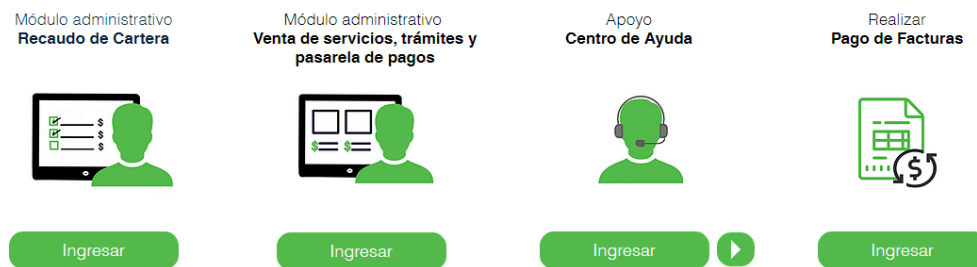 Módulo administrativo
Recaudo de Cartera
Ingresar
Módulo administrativo
Venta de servicios, trámites y
pasarela de pagos
$ $
Ingresar
Apoyo
Centro de Ayuda
Ingresar
Realizar
Pago de Facturas
$
Ingresar